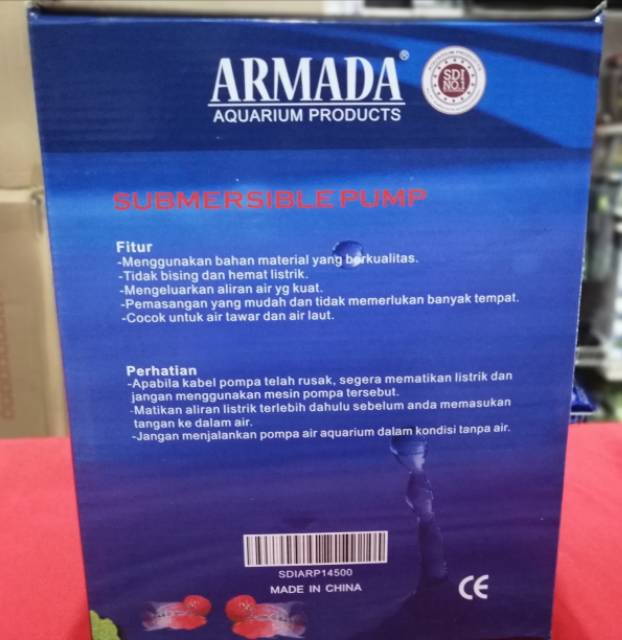 ARMADA®
AQUARIUM PRODUCTS
SDI
NO.1
SUBMERSIBLE PUMP
Fitur
-Menggunakan bahan material yang berkualitas.
-Tidak bising dan hemat listrik.
-Mengeluarkan aliran air yg kuat.
-Pemasangan yang mudah dan tidak memerlukan banyak tempat.
-Cocok untuk air tawar dan air laut.
Perhatian
-Apabila kabel pompa telah rusak, segera mematikan listrik dan
jangan menggunakan mesin pompa tersebut.
-Matikan aliran listrik terlebih dahulu sebelum anda memasukan
tangan ke dalam air.
-Jangan menjalankan pompa air aquarium dalam kondisi tanpa air.
SDIARP14500
MADE IN CHINA
CE